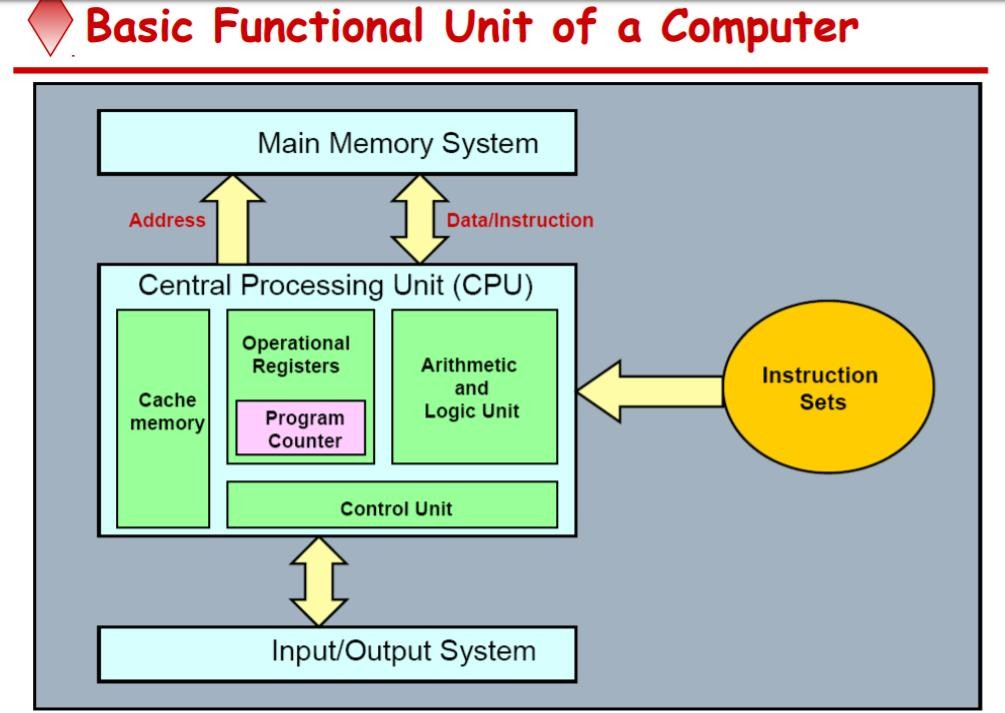 Basic Functional Unit of a Computer
Main Memory System
Address
Data/Instruction
Central Processing Unit (CPU)
Cache
memory
Operational
Registers
Program
Counter
Arithmetic
and
Logic Unit
Control Unit
Instruction
Sets
Input/Output System